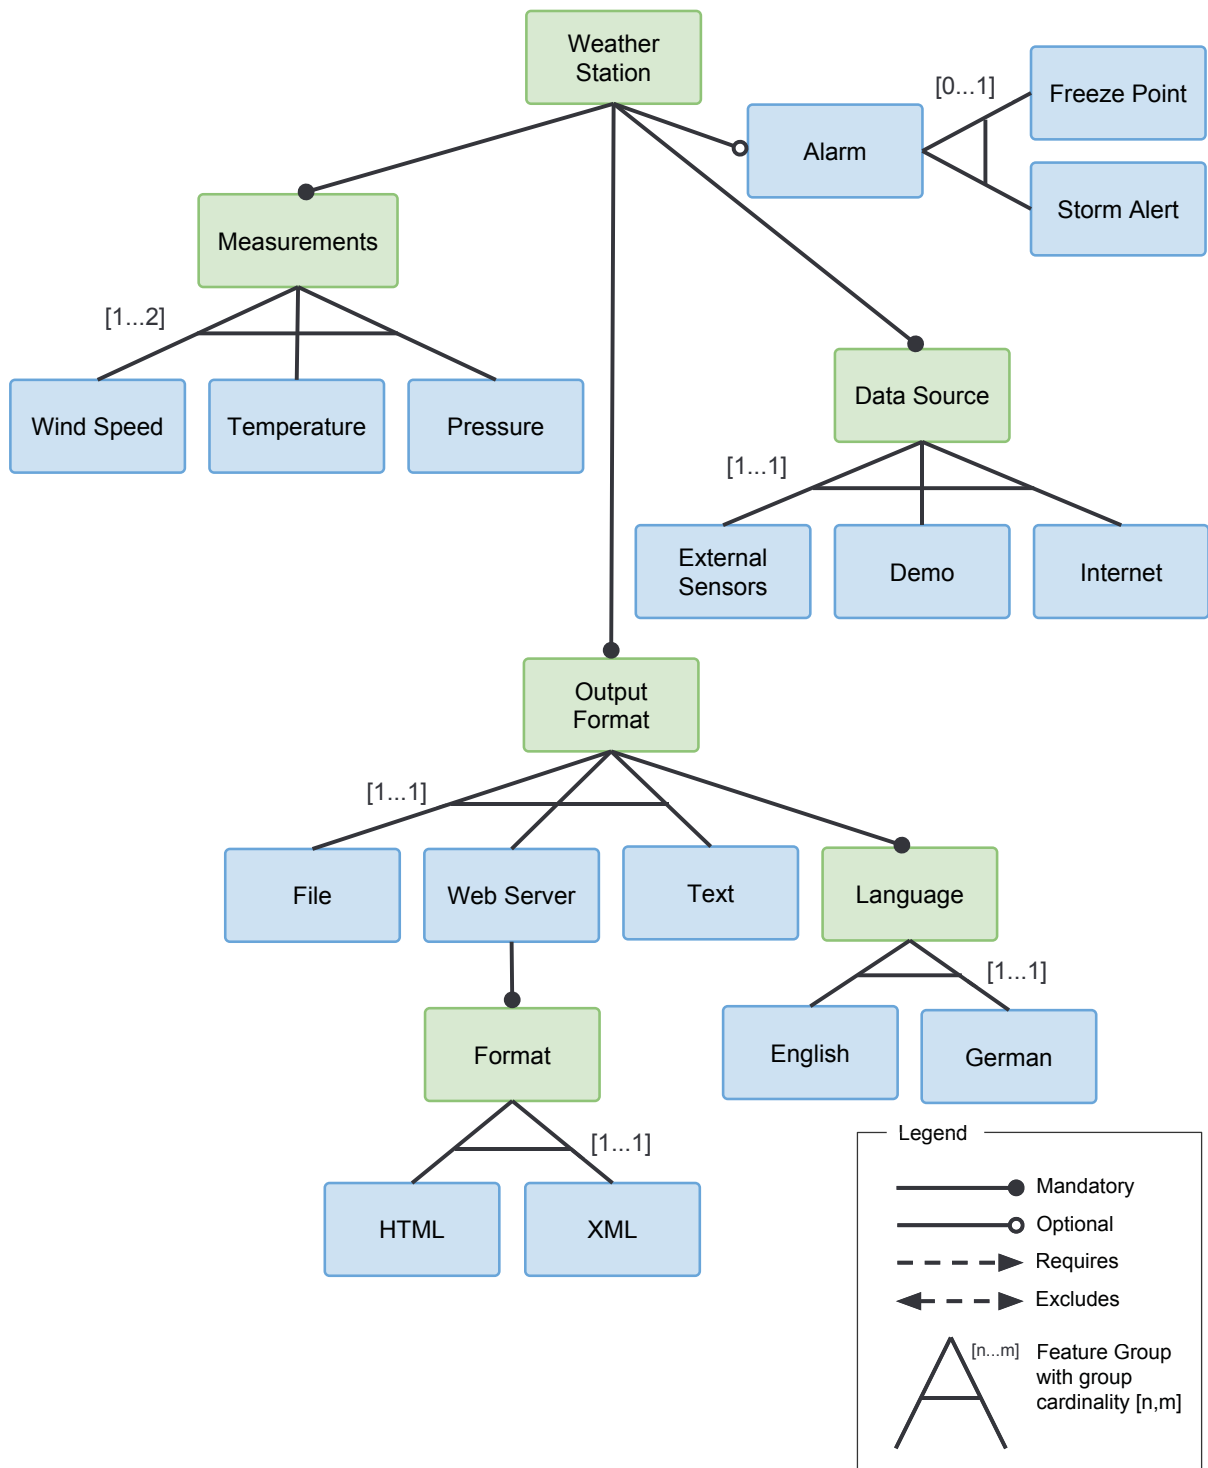 Weather
Station
[0...1]
Freeze Point
Alarm
Storm Alert
Measurements
[1...2]
Wind Speed
Temperature
Pressure
Data Source
[1...1]
External
Sensors
Demo
Internet
Output
Format
[1...1]
File
Web Server
Text
Language
[1...1]
English
German
Format
[1...1]
HTML
XML
Legend
Mandatory
Optional
Requires
Excludes
[n...m]
Feature Group
with group
cardinality [n,m]